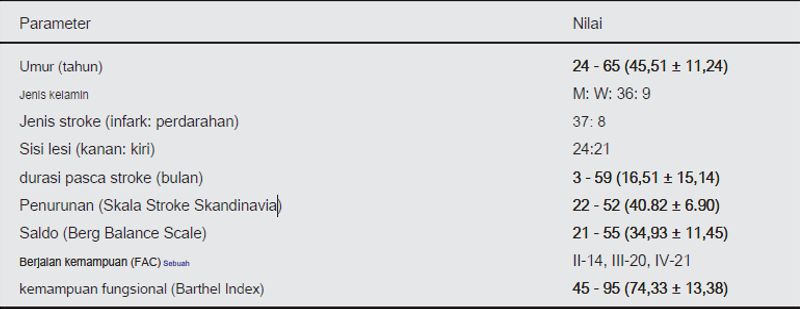 Parameter Nilai
Umur (tahun) 24 - 65 (45,51 ± 11,24)
Jenis kelamin M: W: 36: 9
Jenis stroke (infark: perdarahan) 37: 8
Sisi lesi (kanan: kiri) 24:21
durasi pasca stroke (bulan) 3 - 59 (16,51 ± 15,14)
Penurunan (Skala Stroke Skandinavia) 22 - 52 (40.82 ± 6.90)
Saldo (Berg Balance Scale) 21 - 55 (34,93 ± 11,45)
Berjalan kemampuan (FAC) Sebuah II-14, III-20, IV-21
kemampuan fungsional (Barthel Index) 45 - 95 (74,33 ± 13,38)